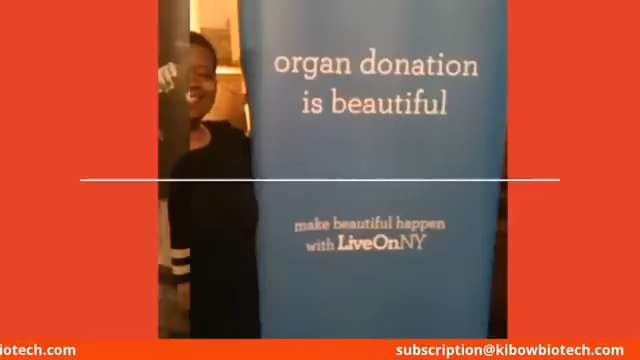 organ donation
is beautiful
make beautiful happen
with LiveOnNY
iotech.com
subscription@kibowbiotech.com